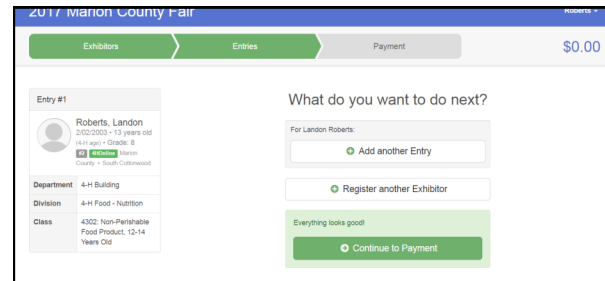 2017 Marion County Fair
Roberts
Exhibitors
Entries
Payment
$0.00
Entry #1
Roberts, Landon
2/02/2003 • 13 years old
(4-H age) • Grade: 8
#2 4HOnline Marion
County • South Cottonwood
Department 4-H Building
Division 4-H Food - Nutrition
Class 4302: Non-Perishable
Food Product, 12-14
Years Old
What do you want to do next?
For Landon Roberts:
Add another Entry
Register another Exhibitor
Everything looks good!
Continue to Payment